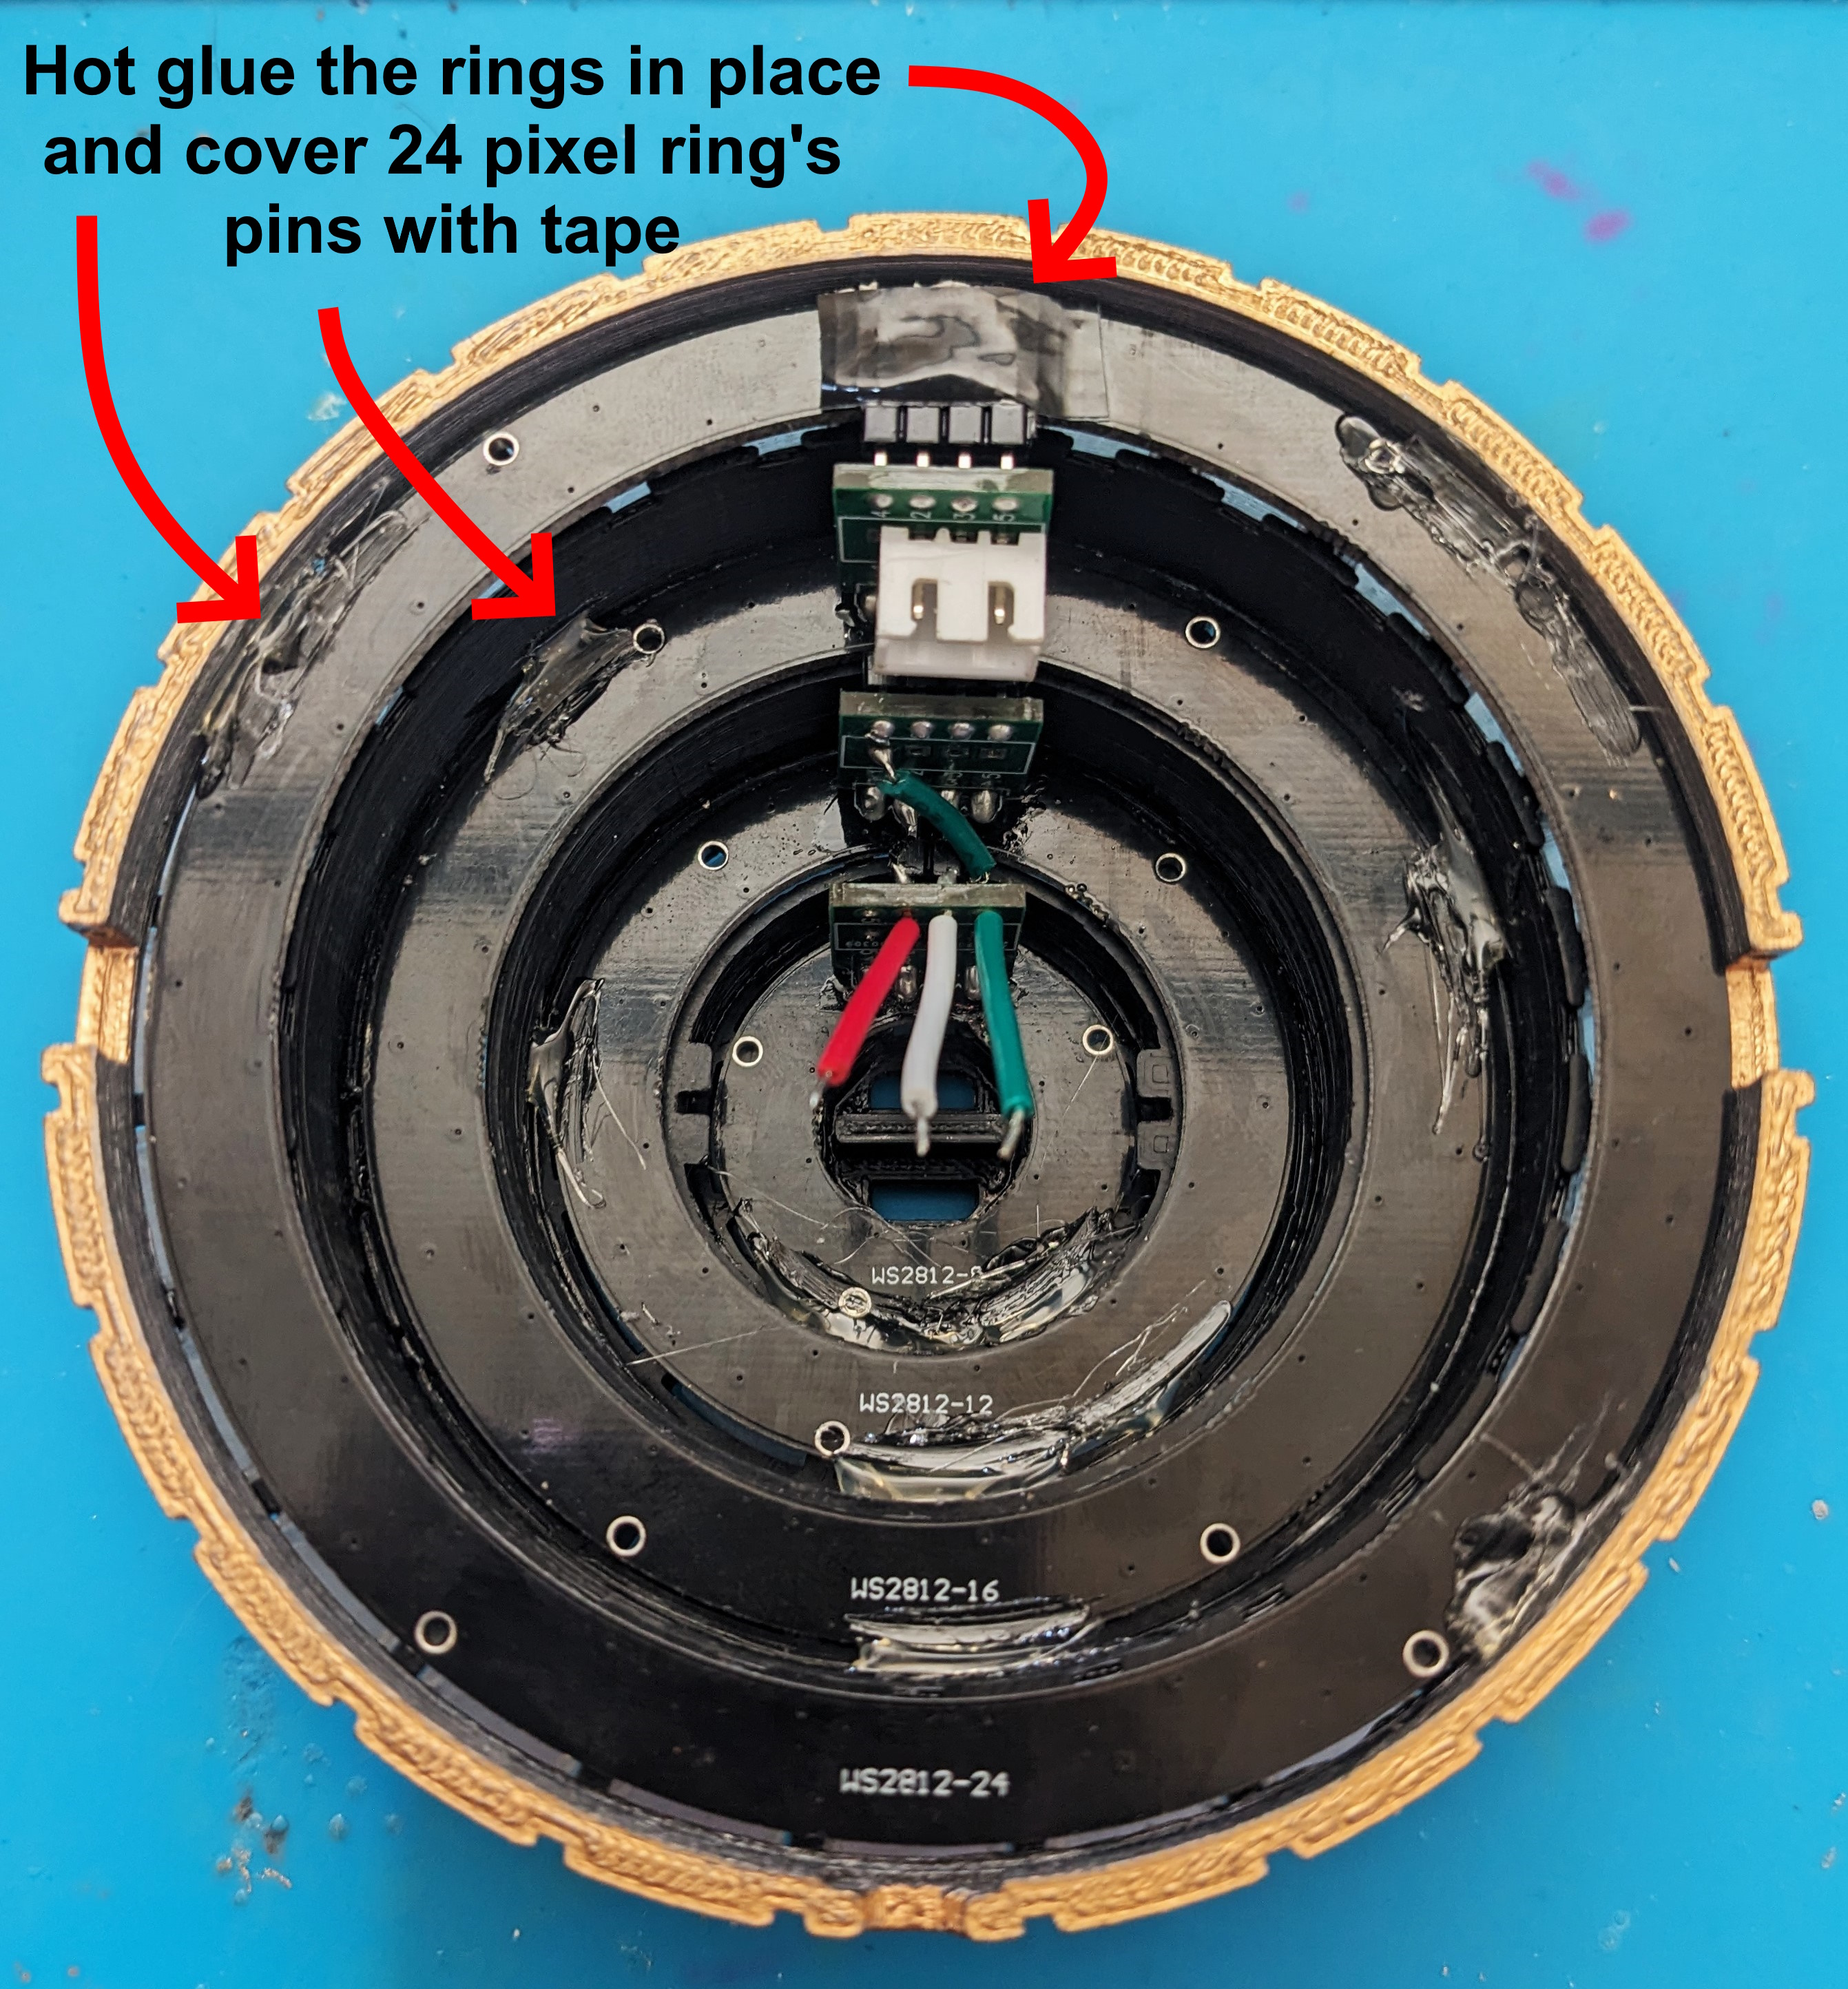 Hot glue the rings in place
and cover 24 pixel ring's
pins with tape
WS2812-8
WS2812-12
WS2812-16
WS2812-24